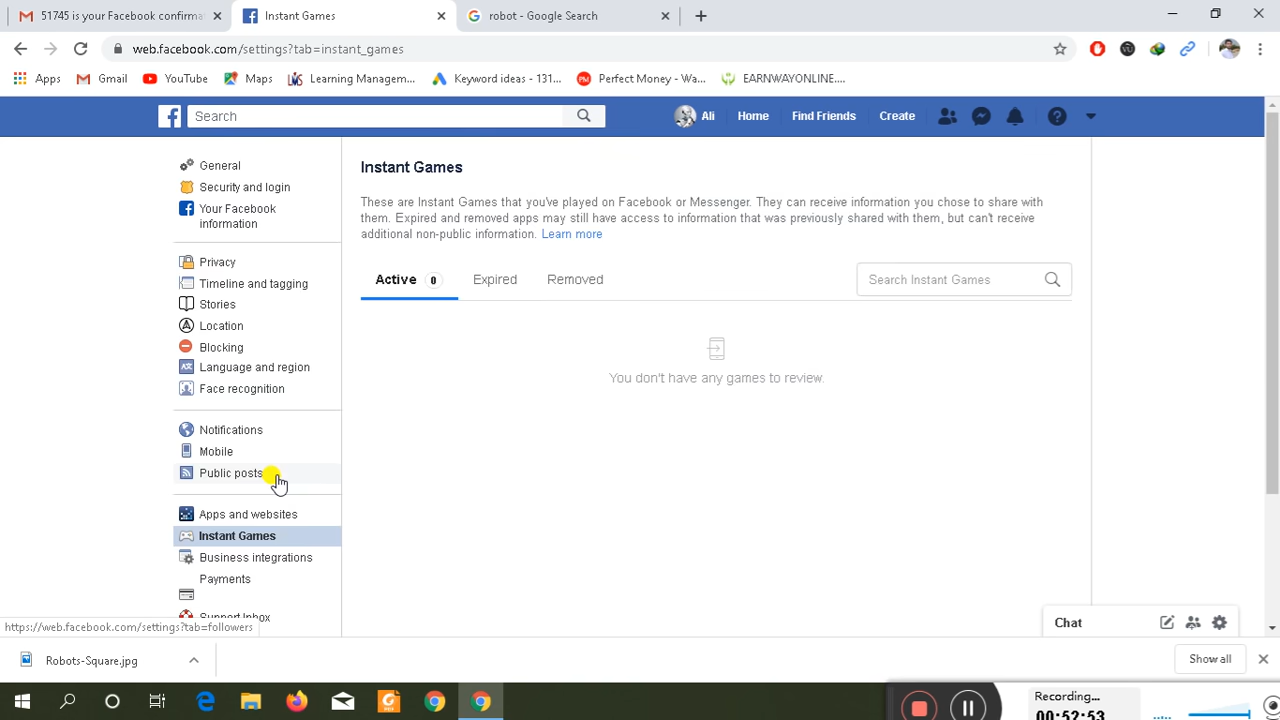 51745 is your Facebook confirma
Instant Games
robot - Google Search
web.facebook.com/settings?tab=instant_games
Apps
Gmail
YouTube
Maps
Learning Managem...
Keyword ideas - 131...
Perfect Money - Wa...
EARNWAYONLINE....
Search
Ali
Home
Find Friends
Create
General
Security and login
Your Facebook
information
Privacy
Timeline and tagging
Stories
Location
Blocking
Language and region
Face recognition
Notifications
Mobile
Public posts
Apps and websites
Instant Games
Business integrations
Payments
Support Inbox
Instant Games
These are Instant Games that you've played on Facebook or Messenger. They can receive information you chose to share with
them. Expired and removed apps may still have access to information that was previously shared with them, but can't receive
additional non-public information. Learn more
Active 0
Expired
Removed
Search Instant Games
You don't have any games to review.
Chat
https://web.facebook.com/settings?tab=followers
Robots-Square.jpg
Show all
Recording...
00:52:53